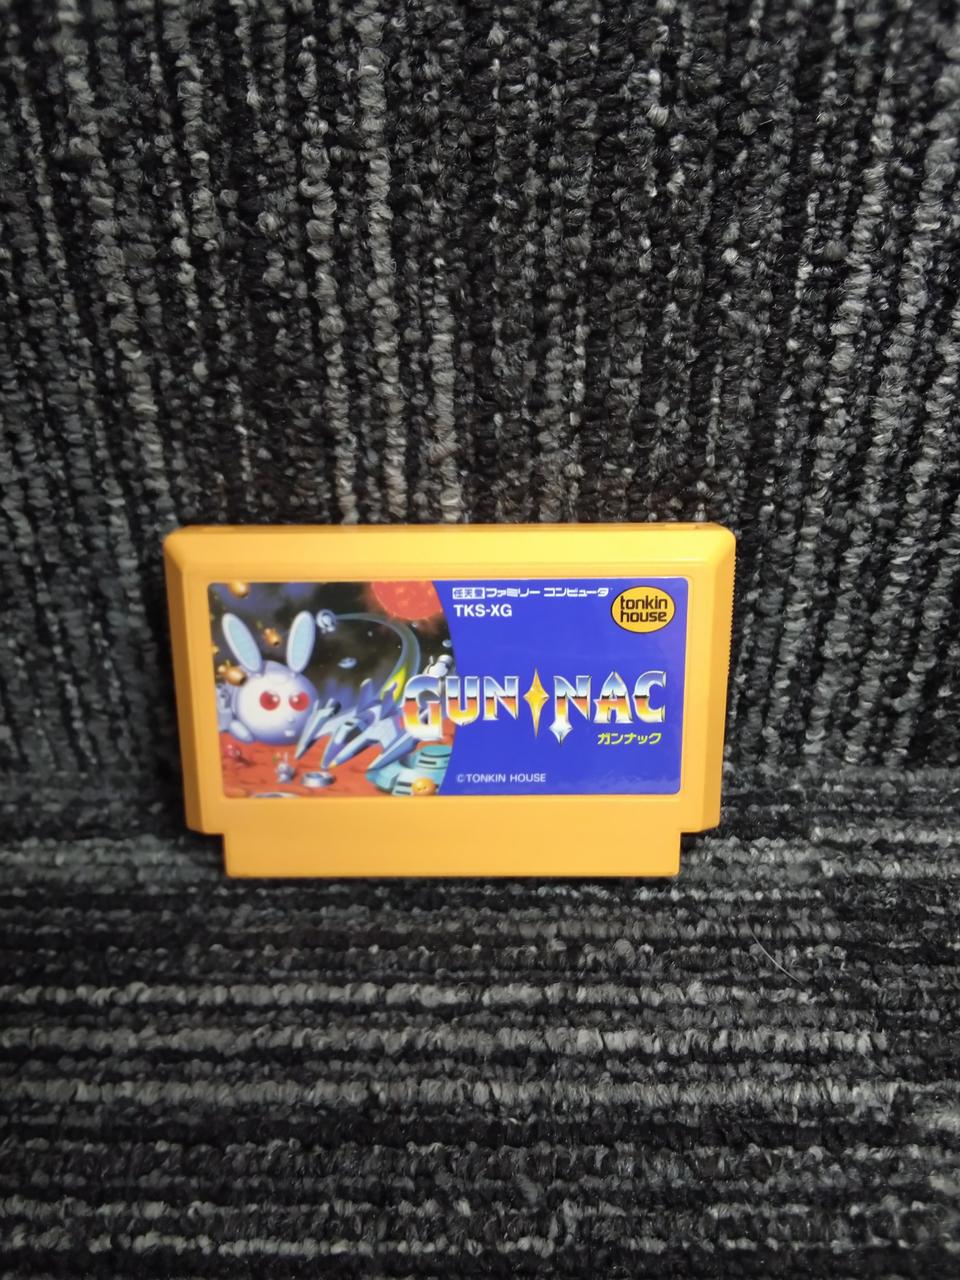 任天堂 ファミリー コンピュータ
TKS-XG
tonkin
house
GUN NAC
ガンナック
©TONKIN HOUSE